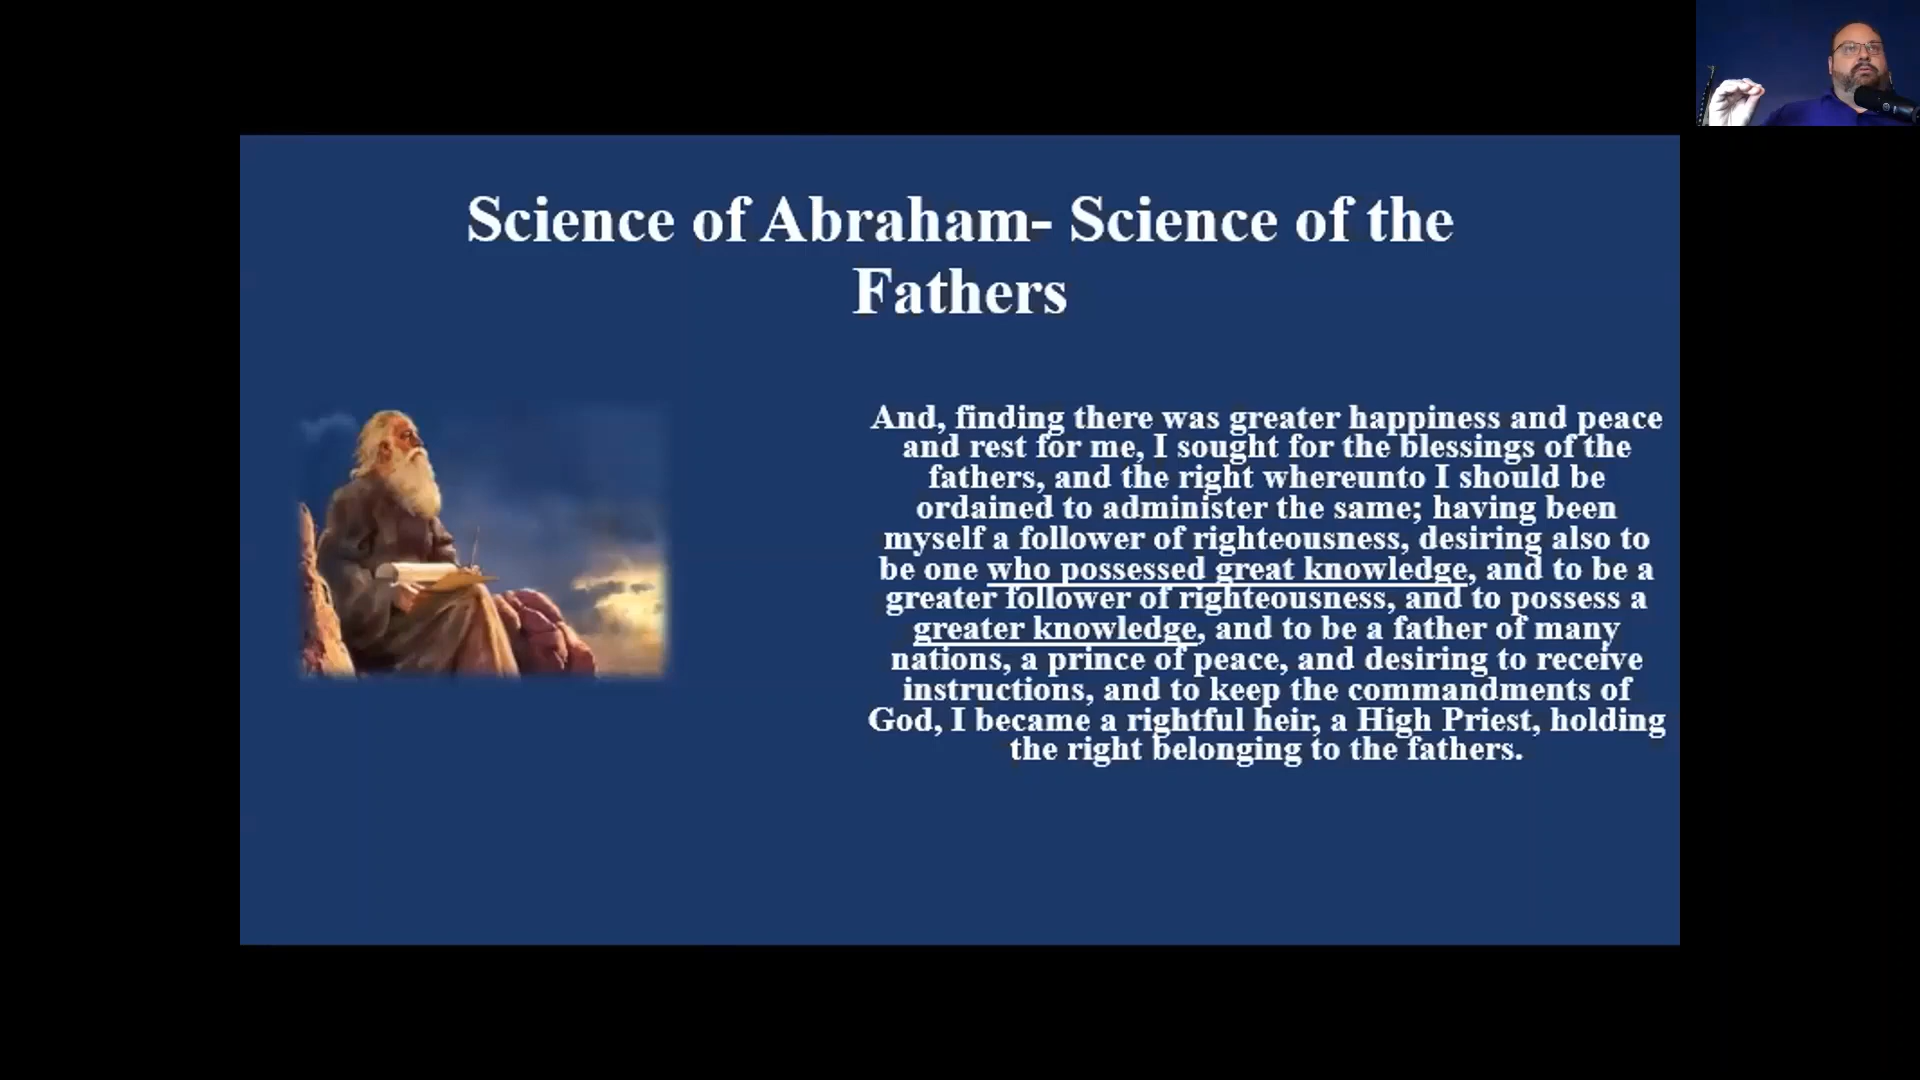 Science of Abraham- Science of the
Fathers
And, finding there was greater happiness and peace
and rest for me, I sought for the blessings of the
fathers, and the right whereunto I should be
ordained to administer the same; having been
myself a follower of righteousness, desiring also to
be one who possessed great knowledge, and to be a
greater follower of righteousness, and to possess a
greater knowledge, and to be a father of many
nations, a prince of peace, and desiring to receive
instructions, and to keep the commandments of
God, I became a rightful heir, a High Priest, holding
the right belonging to the fathers.